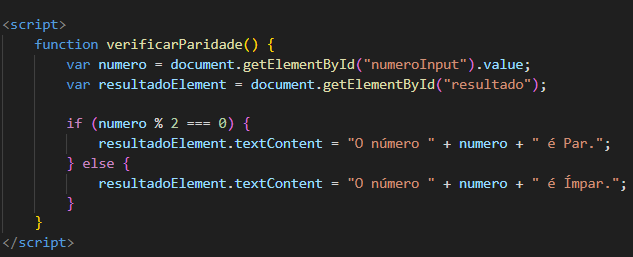 <script>
    function verificarParidade() {
        var numero = document.getElementById("numeroInput").value;
        var resultadoElement = document.getElementById("resultado");

        if (numero % 2 === 0) {
            resultadoElement.textContent = "O número " + numero + " é Par.";
        } else {
            resultadoElement.textContent = "O número " + numero + " é Ímpar.";
        }
    }
</script>